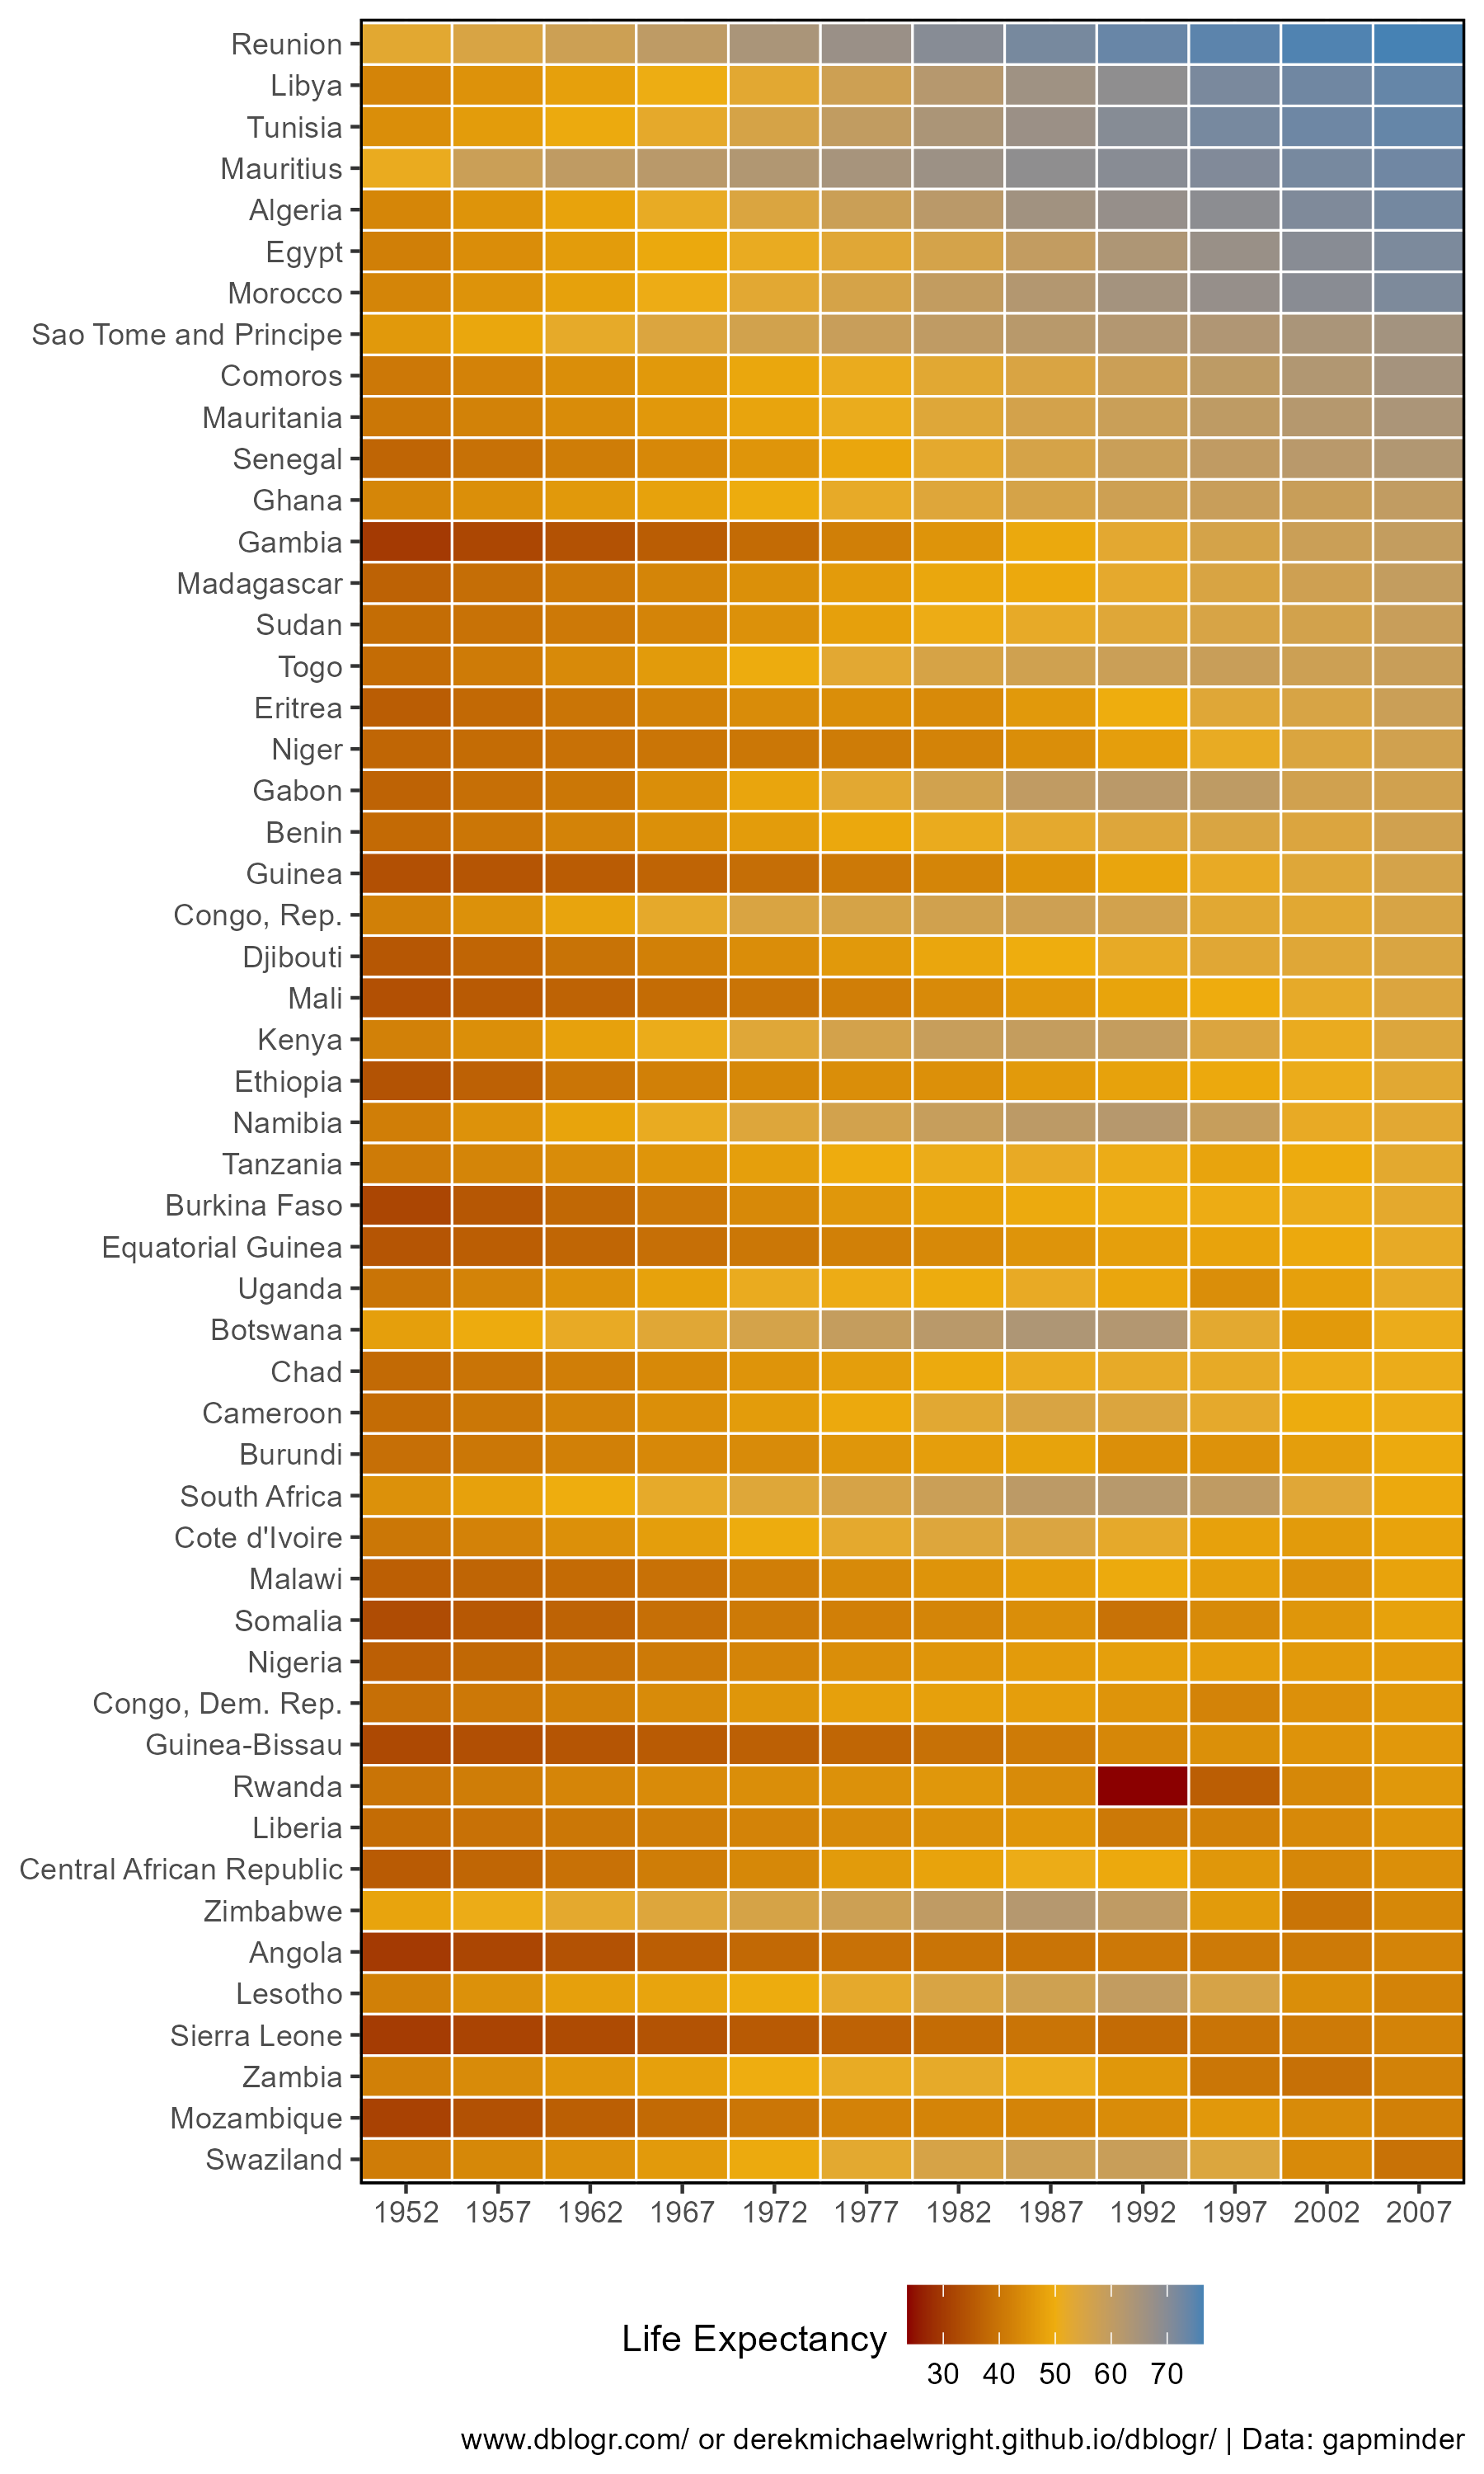 Reunion
Libya
Tunisia
Mauritius
Algeria
Egypt
Morocco
Sao Tome and Principe
Comoros
Mauritania
Senegal
Ghana
Gambia
Madagascar
Sudan
Togo
Eritrea
Niger
Gabon
Benin
Guinea
Congo, Rep.
Djibouti
Mali
Kenya
Ethiopia
Namibia
Tanzania
Burkina Faso
Equatorial Guinea
Uganda
Botswana
Chad
Cameroon
Burundi
South Africa
Cote d'Ivoire
Malawi
Somalia
Nigeria
Congo, Dem. Rep.
Guinea-Bissau
Rwanda
Liberia
Central African Republic
Zimbabwe
Angola
Lesotho
Sierra Leone
Zambia
Mozambique
Swaziland
1952 1957 1962 1967 1972 1977 1982 1987 1992 1997 2002 2007
Life Expectancy
30 40 50 60 70
www.dblogr.com/ or derekmichaelwright.github.io/dblogr/ | Data: gapminder